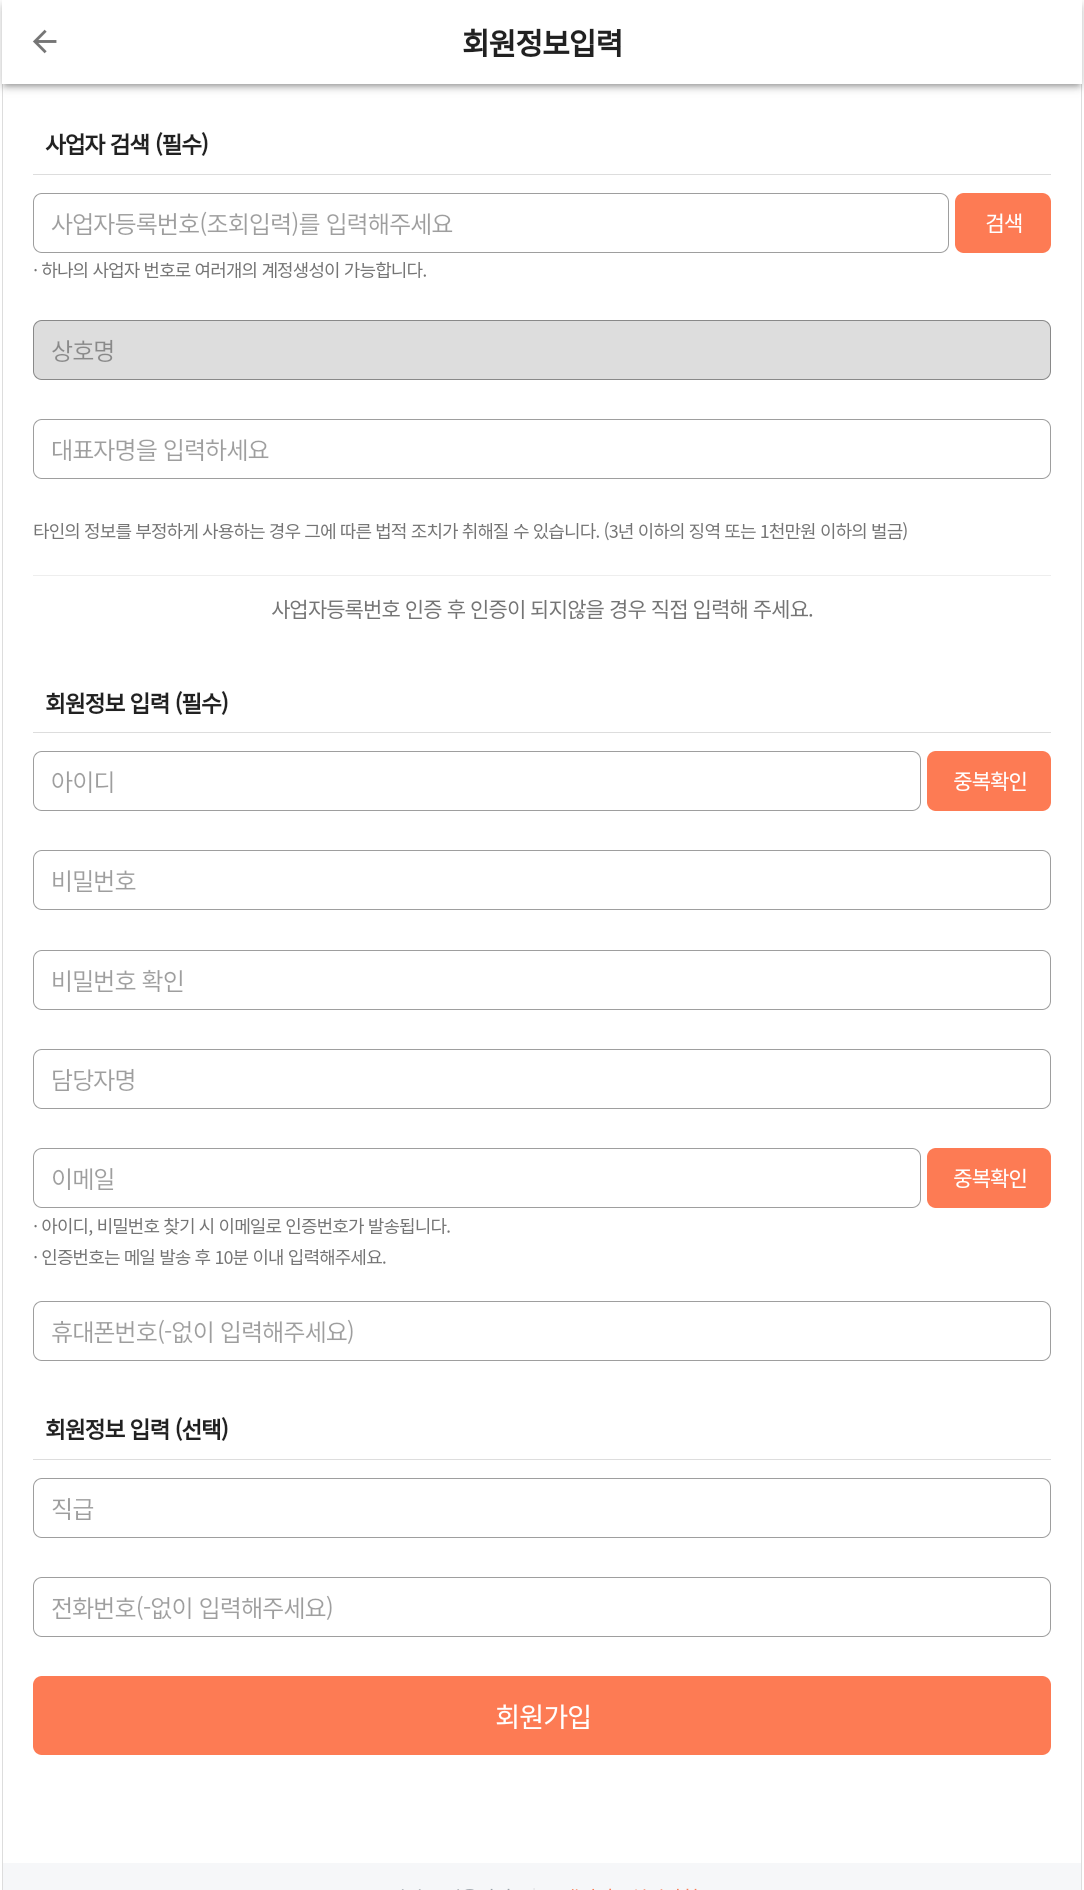 회원정보입력
사업자 검색 (필수)
사업자등록번호(조회입력)를 입력해주세요
검색
· 하나의 사업자 번호로 여러개의 계정생성이 가능합니다.
상호명
대표자명을 입력하세요
타인의 정보를 부정하게 사용하는 경우 그에 따른 법적 조치가 취해질 수 있습니다. (3년 이하의 징역 또는 1천만원 이하의 벌금)
사업자등록번호 인증 후 인증이 되지않을 경우 직접 입력해 주세요.
회원정보 입력 (필수)
아이디
중복확인
비밀번호
비밀번호 확인
담당자명
이메일
중복확인
· 아이디, 비밀번호 찾기 시 이메일로 인증번호가 발송됩니다.
· 인증번호는 메일 발송 후 10분 이내 입력해주세요.
휴대폰번호(-없이 입력해주세요)
회원정보 입력 (선택)
직급
전화번호(-없이 입력해주세요)
회원가입